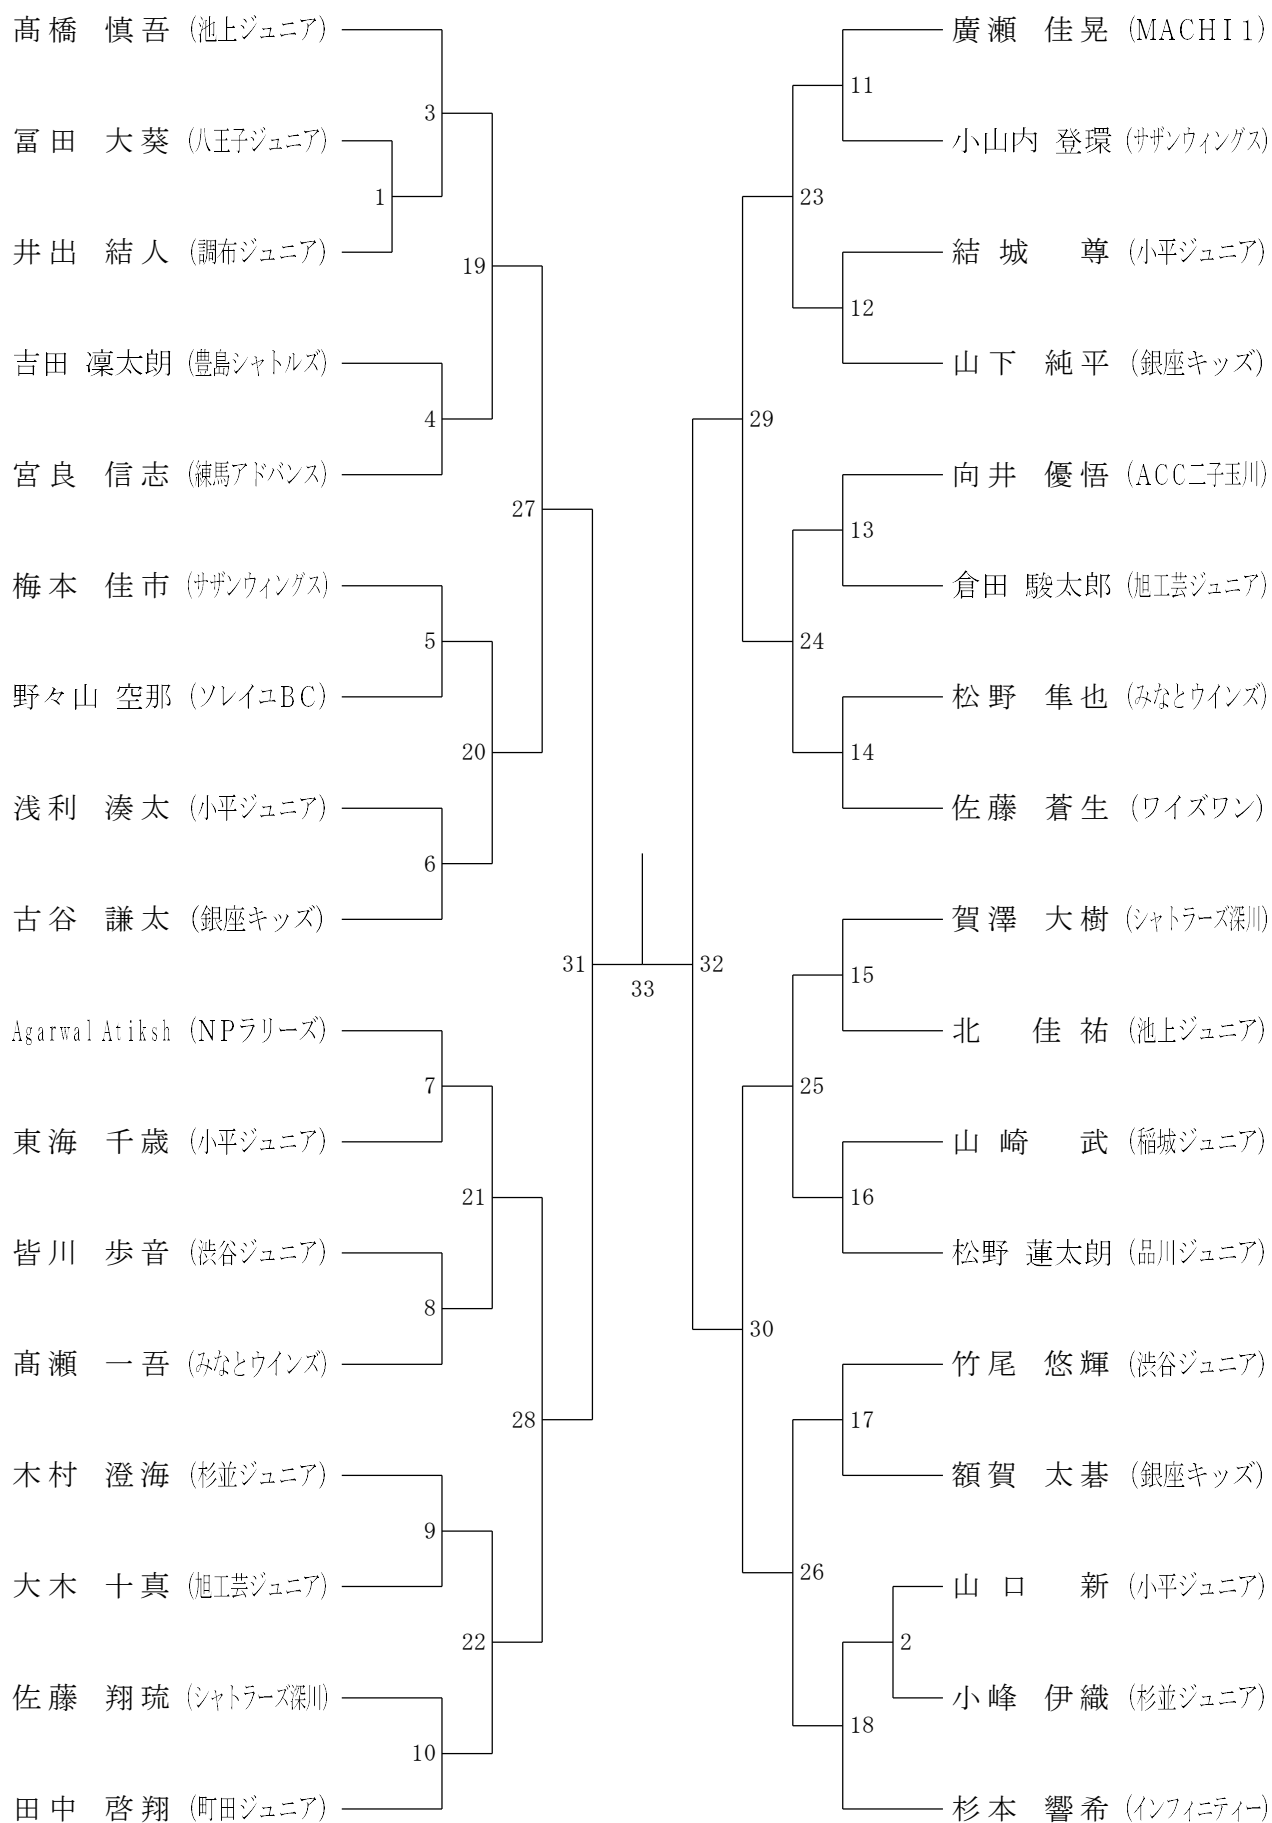 髙橋 慎吾 (池上ジュニア)
3
冨田 大葵 (八王子ジュニア)
1
井出 結人 (調布ジュニア)
19
吉田 凜太朗 (豊島シャトルズ)
4
宮良 信志 (練馬アドバンス)
27
梅本 佳市 (サザンウィングス)
5
野々山 空那 (ソレイユBC)
20
浅利 湊太 (小平ジュニア)
6
古谷 謙太 (銀座キッズ)
31
33
Agarwal Atiksh (NPラリーズ)
7
東海 千歳 (小平ジュニア)
21
皆川 歩音 (渋谷ジュニア)
8
髙瀬 一吾 (みなとウインズ)
28
木村 澄海 (杉並ジュニア)
9
大木 十真 (旭工芸ジュニア)
22
佐藤 翔琉 (シャトラーズ深川)
10
田中 啓翔 (町田ジュニア)
廣瀬 佳晃 (MACHI1)
11
小山内 登環 (サザンウィングス)
23
結城 尊 (小平ジュニア)
12
山下 純平 (銀座キッズ)
29
向井 優悟 (ACC二子玉川)
13
倉田 駿太郎 (旭工芸ジュニア)
24
松野 隼也 (みなとウインズ)
14
佐藤 蒼生 (ワイズワン)
賀澤 大樹 (シャトラーズ深川)
32
15
北 佳祐 (池上ジュニア)
25
山崎 武 (稲城ジュニア)
16
松野 蓮太朗 (品川ジュニア)
30
竹尾 悠輝 (渋谷ジュニア)
17
額賀 太碁 (銀座キッズ)
26
山口 新 (小平ジュニア)
2
小峰 伊織 (杉並ジュニア)
18
杉本 響希 (インフィニティー)